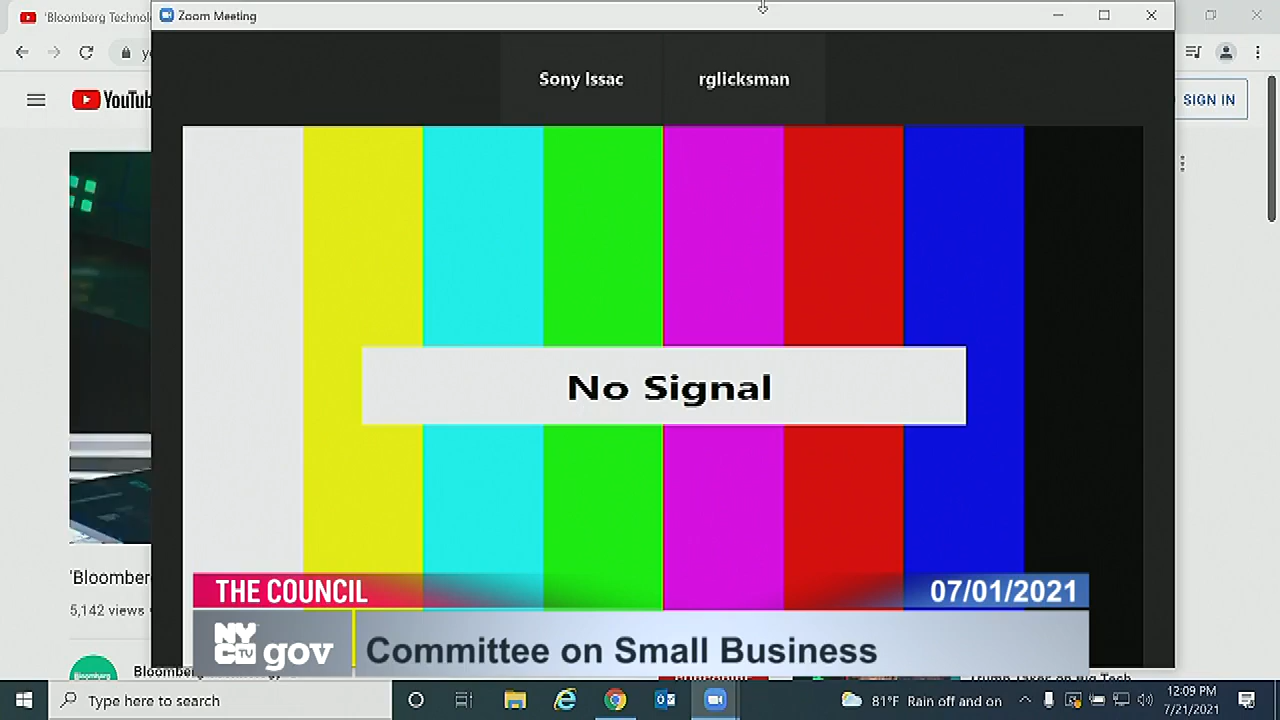 'Bloomberg Technol
Zoom Meeting
YouTub
SIGN IN
Sony Issac
rglicksman
No Signal
'Bloomber
5,142 views
THE COUNCIL
07/01/2021
NYC TV gov
Committee on Small Business
Type here to search
81°F Rain off and on
12:09 PM
7/21/2021